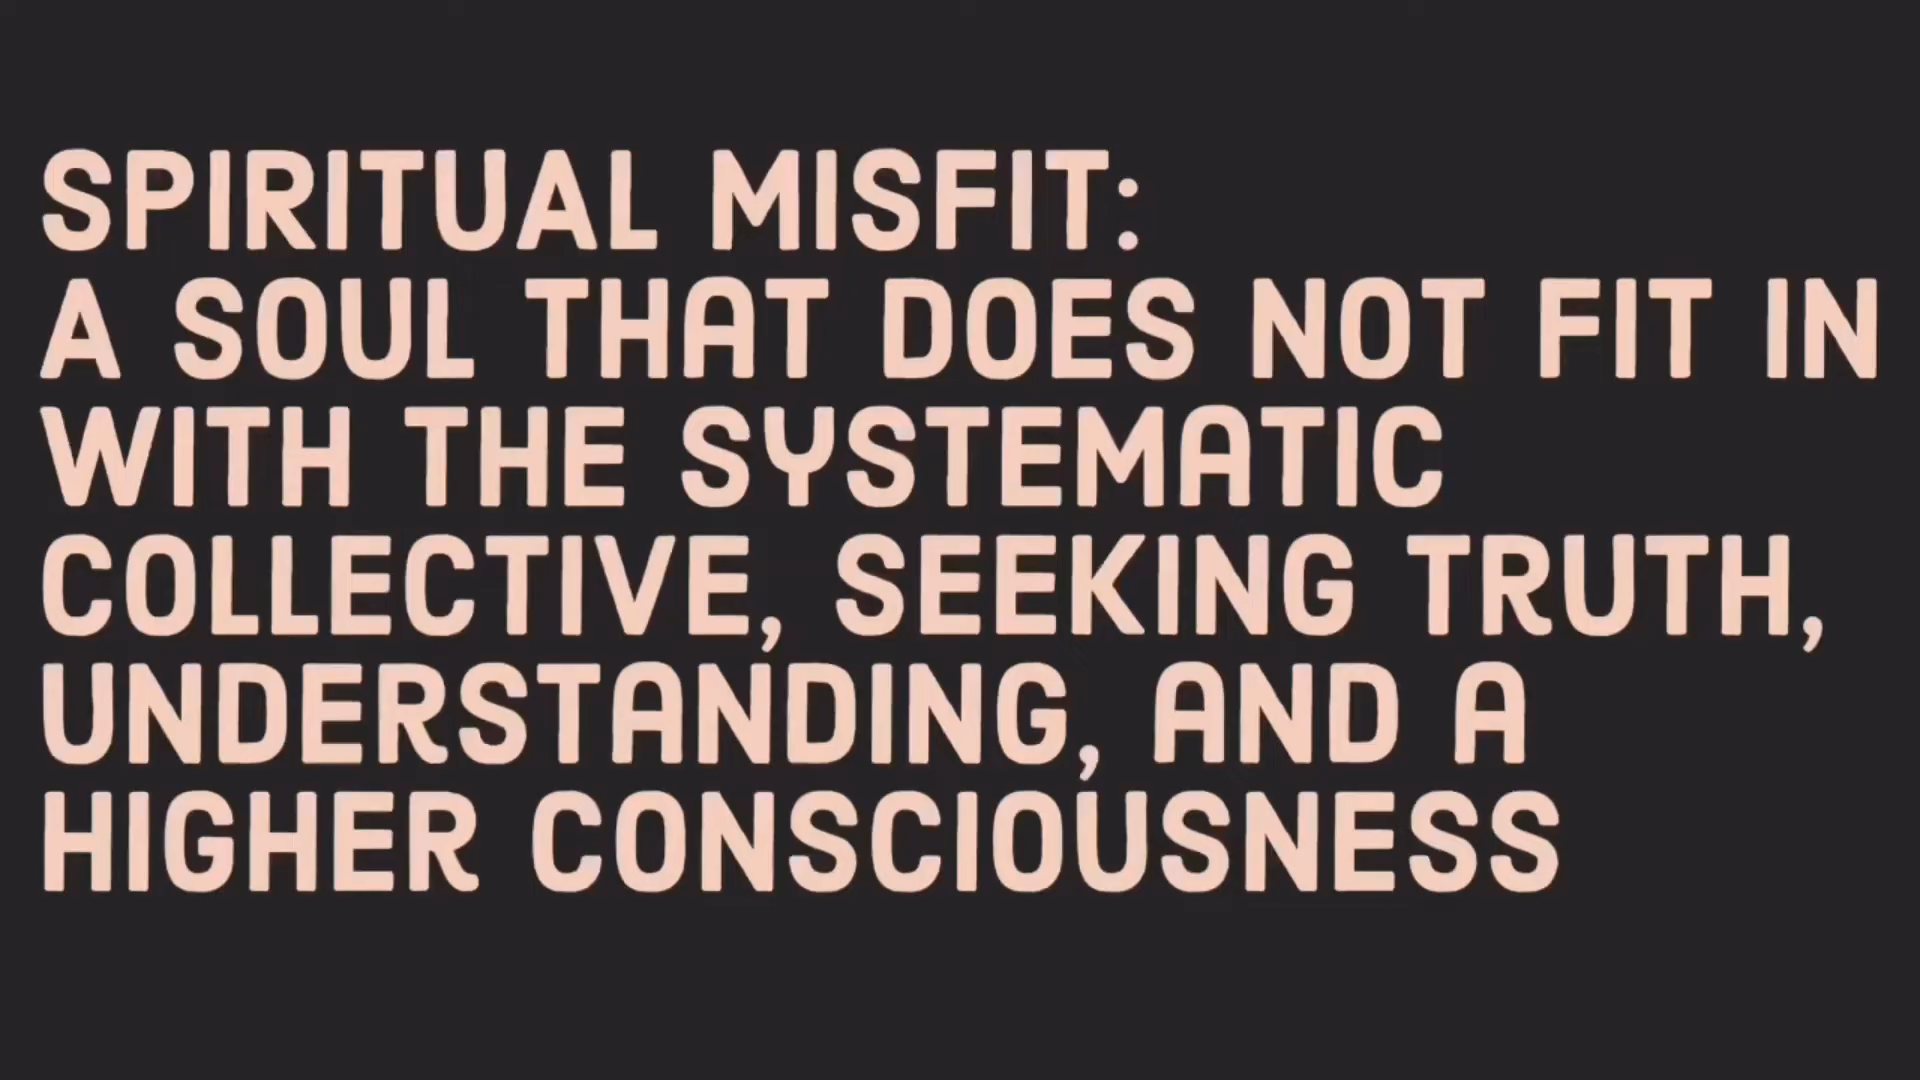 SPIRITUAL MISFIT:
A SOUL THAT DOES NOT FIT IN
WITH THE SYSTEMATIC
COLLECTIVE, SEEKING TRUTH,
UNDERSTANDING, AND A
HIGHER CONSCIOUSNESS